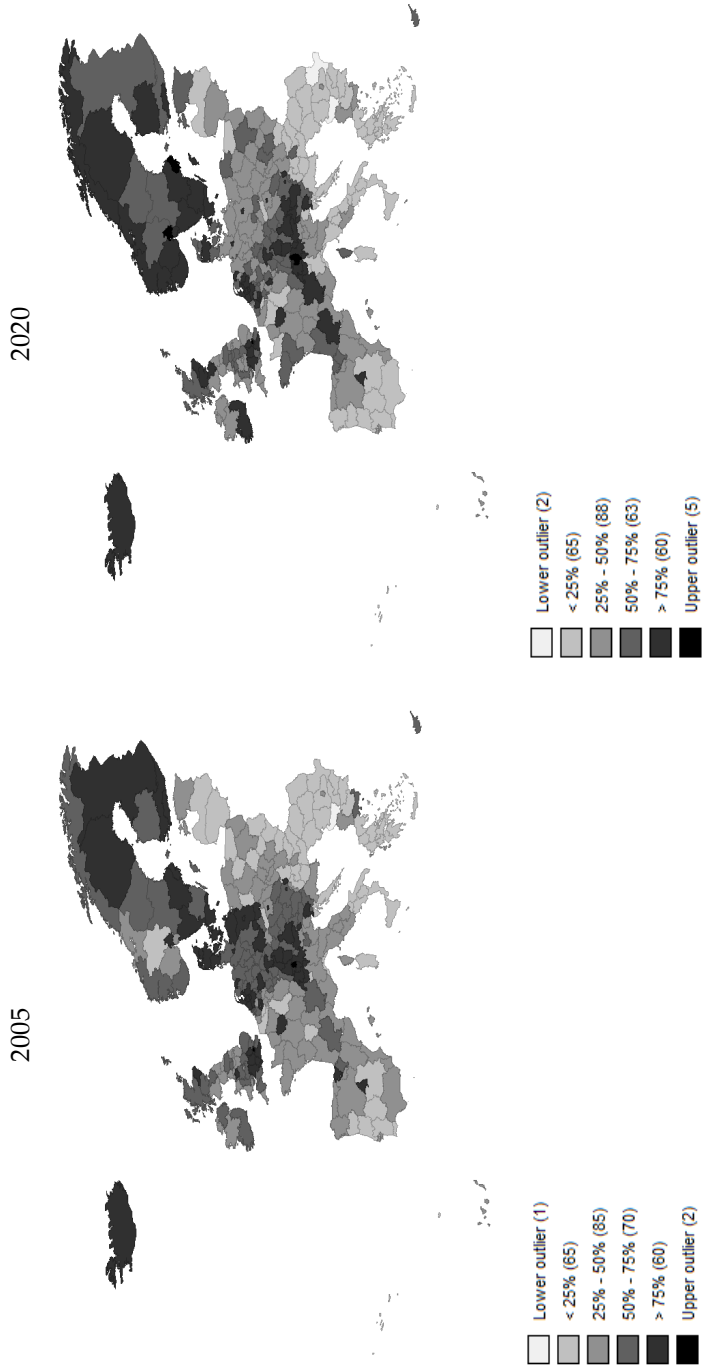 2005
Lower outlier (1)
< 25% (65)
25% - 50% (85)
50% - 75% (70)
> 75% (60)
Upper outlier (2)
2020
Lower outlier (2)
< 25% (65)
25% - 50% (88)
50% - 75% (63)
> 75% (60)
Upper outlier (5)